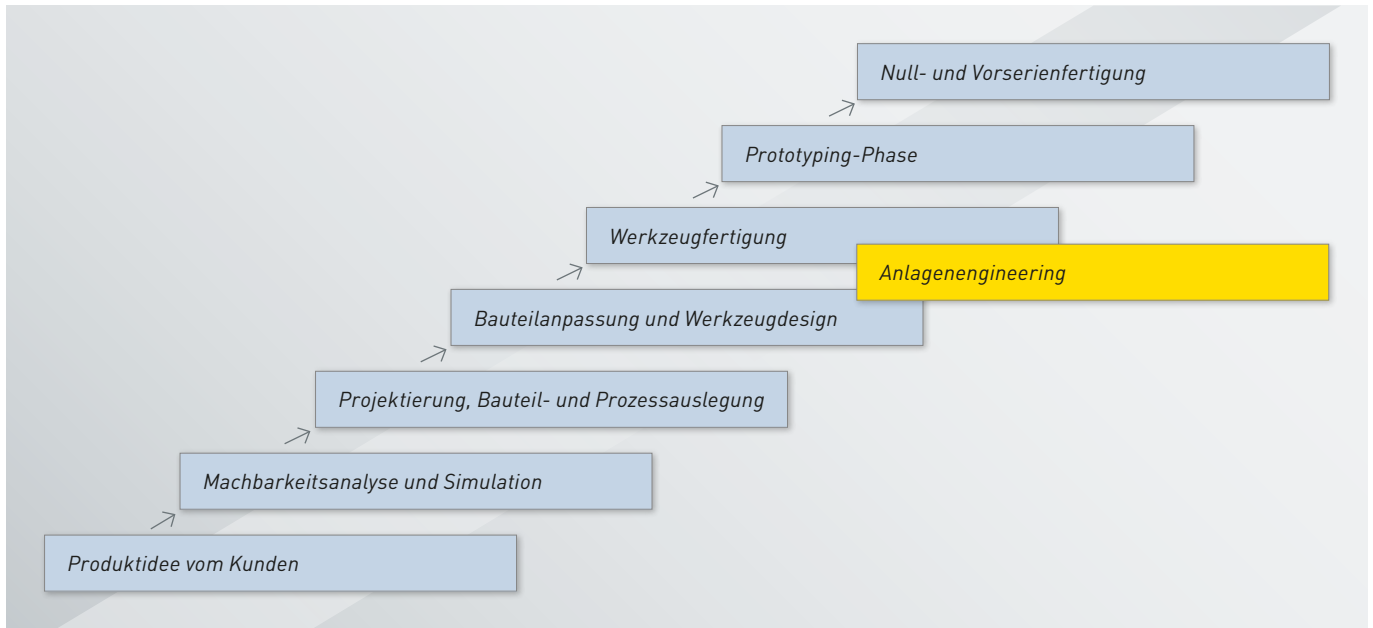 Null- und Vorserienfertigung
Prototyping-Phase
Werkzeugfertigung
Anlagenengineering
Bauteilanpassung und Werkzeugdesign
Projektierung, Bauteil- und Prozessauslegung
Machbarkeitsanalyse und Simulation
Produktidee vom Kunden